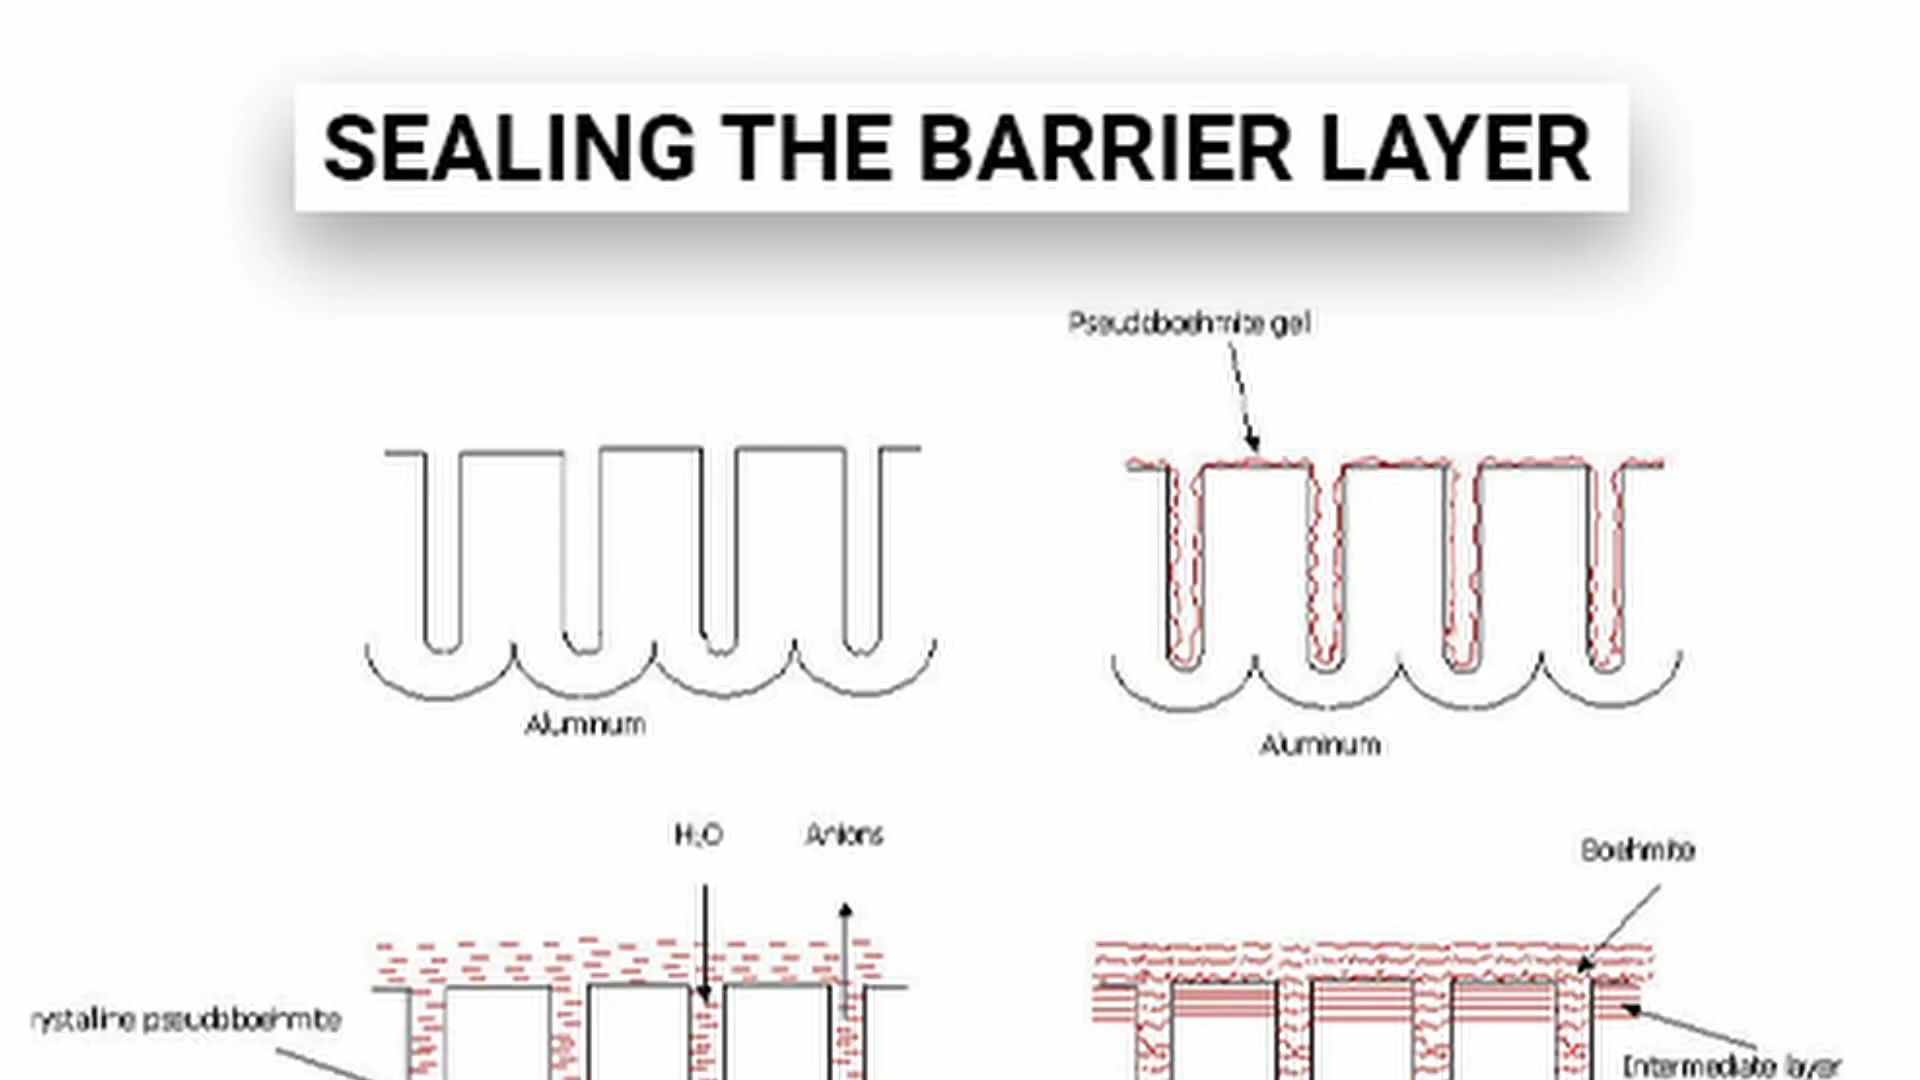 SEALING THE BARRIER LAYER
Pseudoboehmite gel
Aluminum
Aluminum
H₂O
Anions
Boehmite
rystaline pseudoboehmite
Intermediate layer